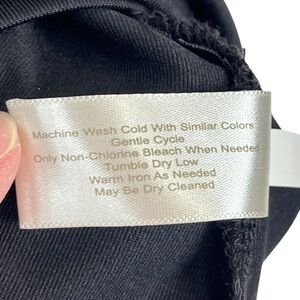 Machine Wash Cold With Similar Colors
Gentle Cycle
Only Non-Chlorine Bleach When Needed
Tumble Dry Low
Warm Iron As Needed
May Be Dry Cleaned